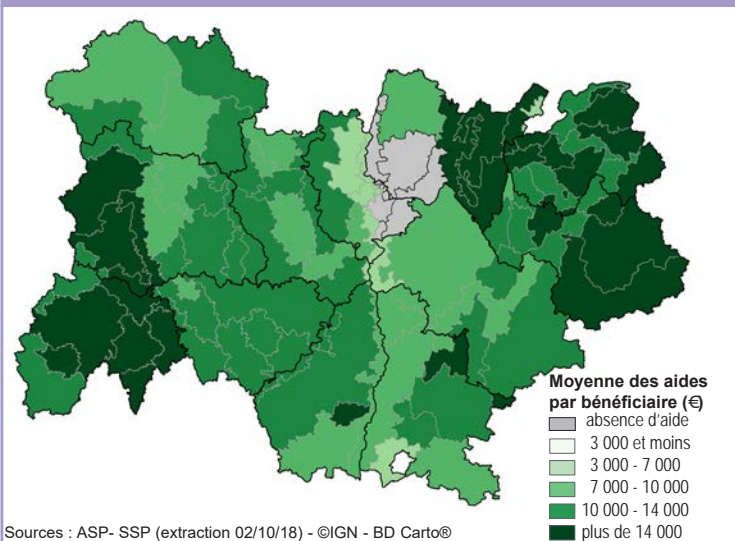 Moyenne des aides
par bénéficiaire (€)
absence d'aide
3 000 et moins
3 000 - 7 000
7 000 - 10 000
10 000 - 14 000
plus de 14 000
Sources : ASP- SSP (extraction 02/10/18) - ©IGN - BD Carto®